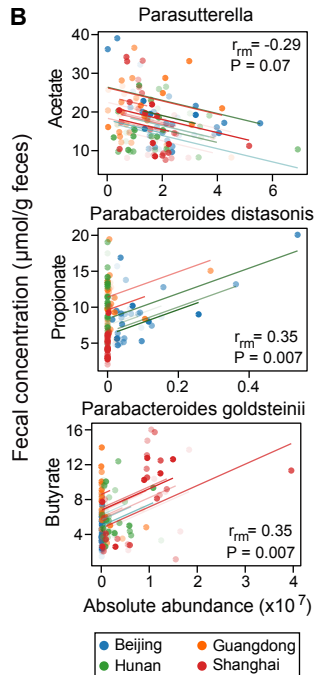 B
Parasutterella
r_rm= -0.29
P = 0.07
40
30
20
10
Acetate
0 2 4 6
Fecal concentration (μmol/g feces)
Parabacteroides distasonis
20
15
10
5
Propionate
r_rm= 0.35
P = 0.007
0.0 0.2 0.4
Parabacteroides goldsteinii
16
12
8
4
Butyrate
r_rm= 0.35
P = 0.007
0 1 2 3 4
Absolute abundance (x10^7)
Beijing Guangdong
Hunan Shanghai